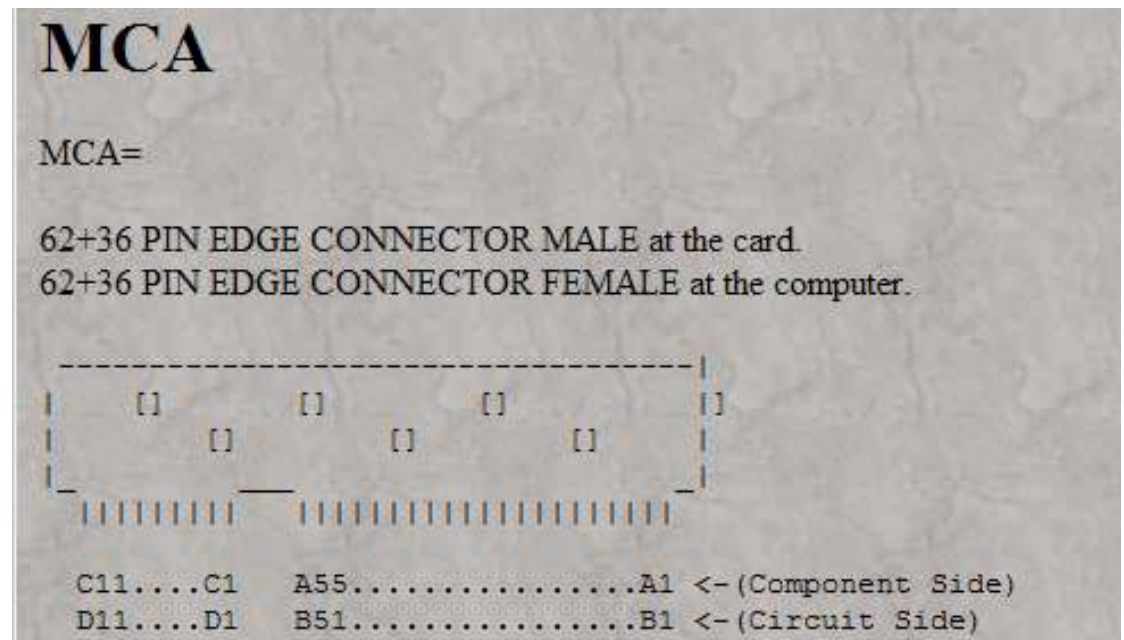 MCA
MCA=
62+36 PIN EDGE CONNECTOR MALE at the card.
62+36 PIN EDGE CONNECTOR FEMALE at the computer.
-----------------------------------|
|    []       []        []         |]
|        []        []        []    |
|_        ___                     _|
|||||||||   |||||||||||||||||||||
C11....C1   A55................A1 <-(Component Side)
D11....D1   B51................B1 <-(Circuit Side)